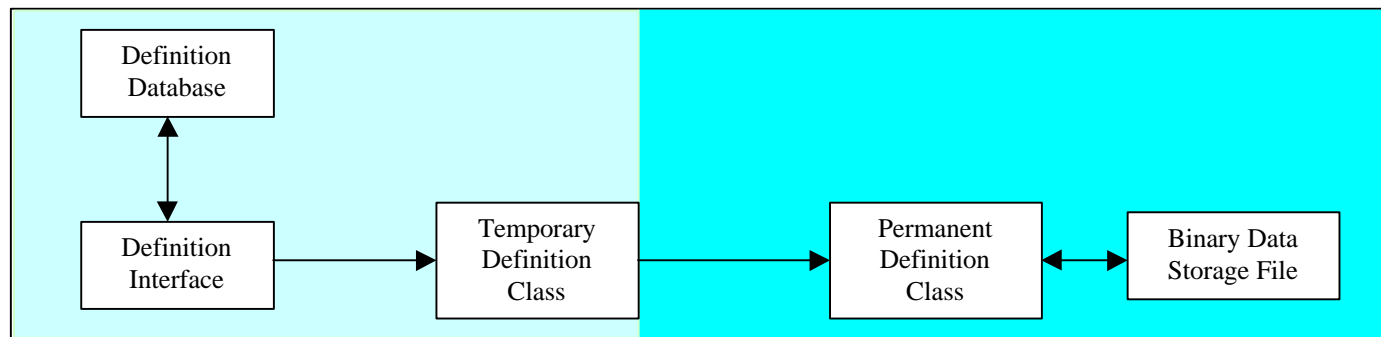 Definition
Database
Definition
Interface
Temporary
Definition
Class
Permanent
Definition
Class
Binary Data
Storage File